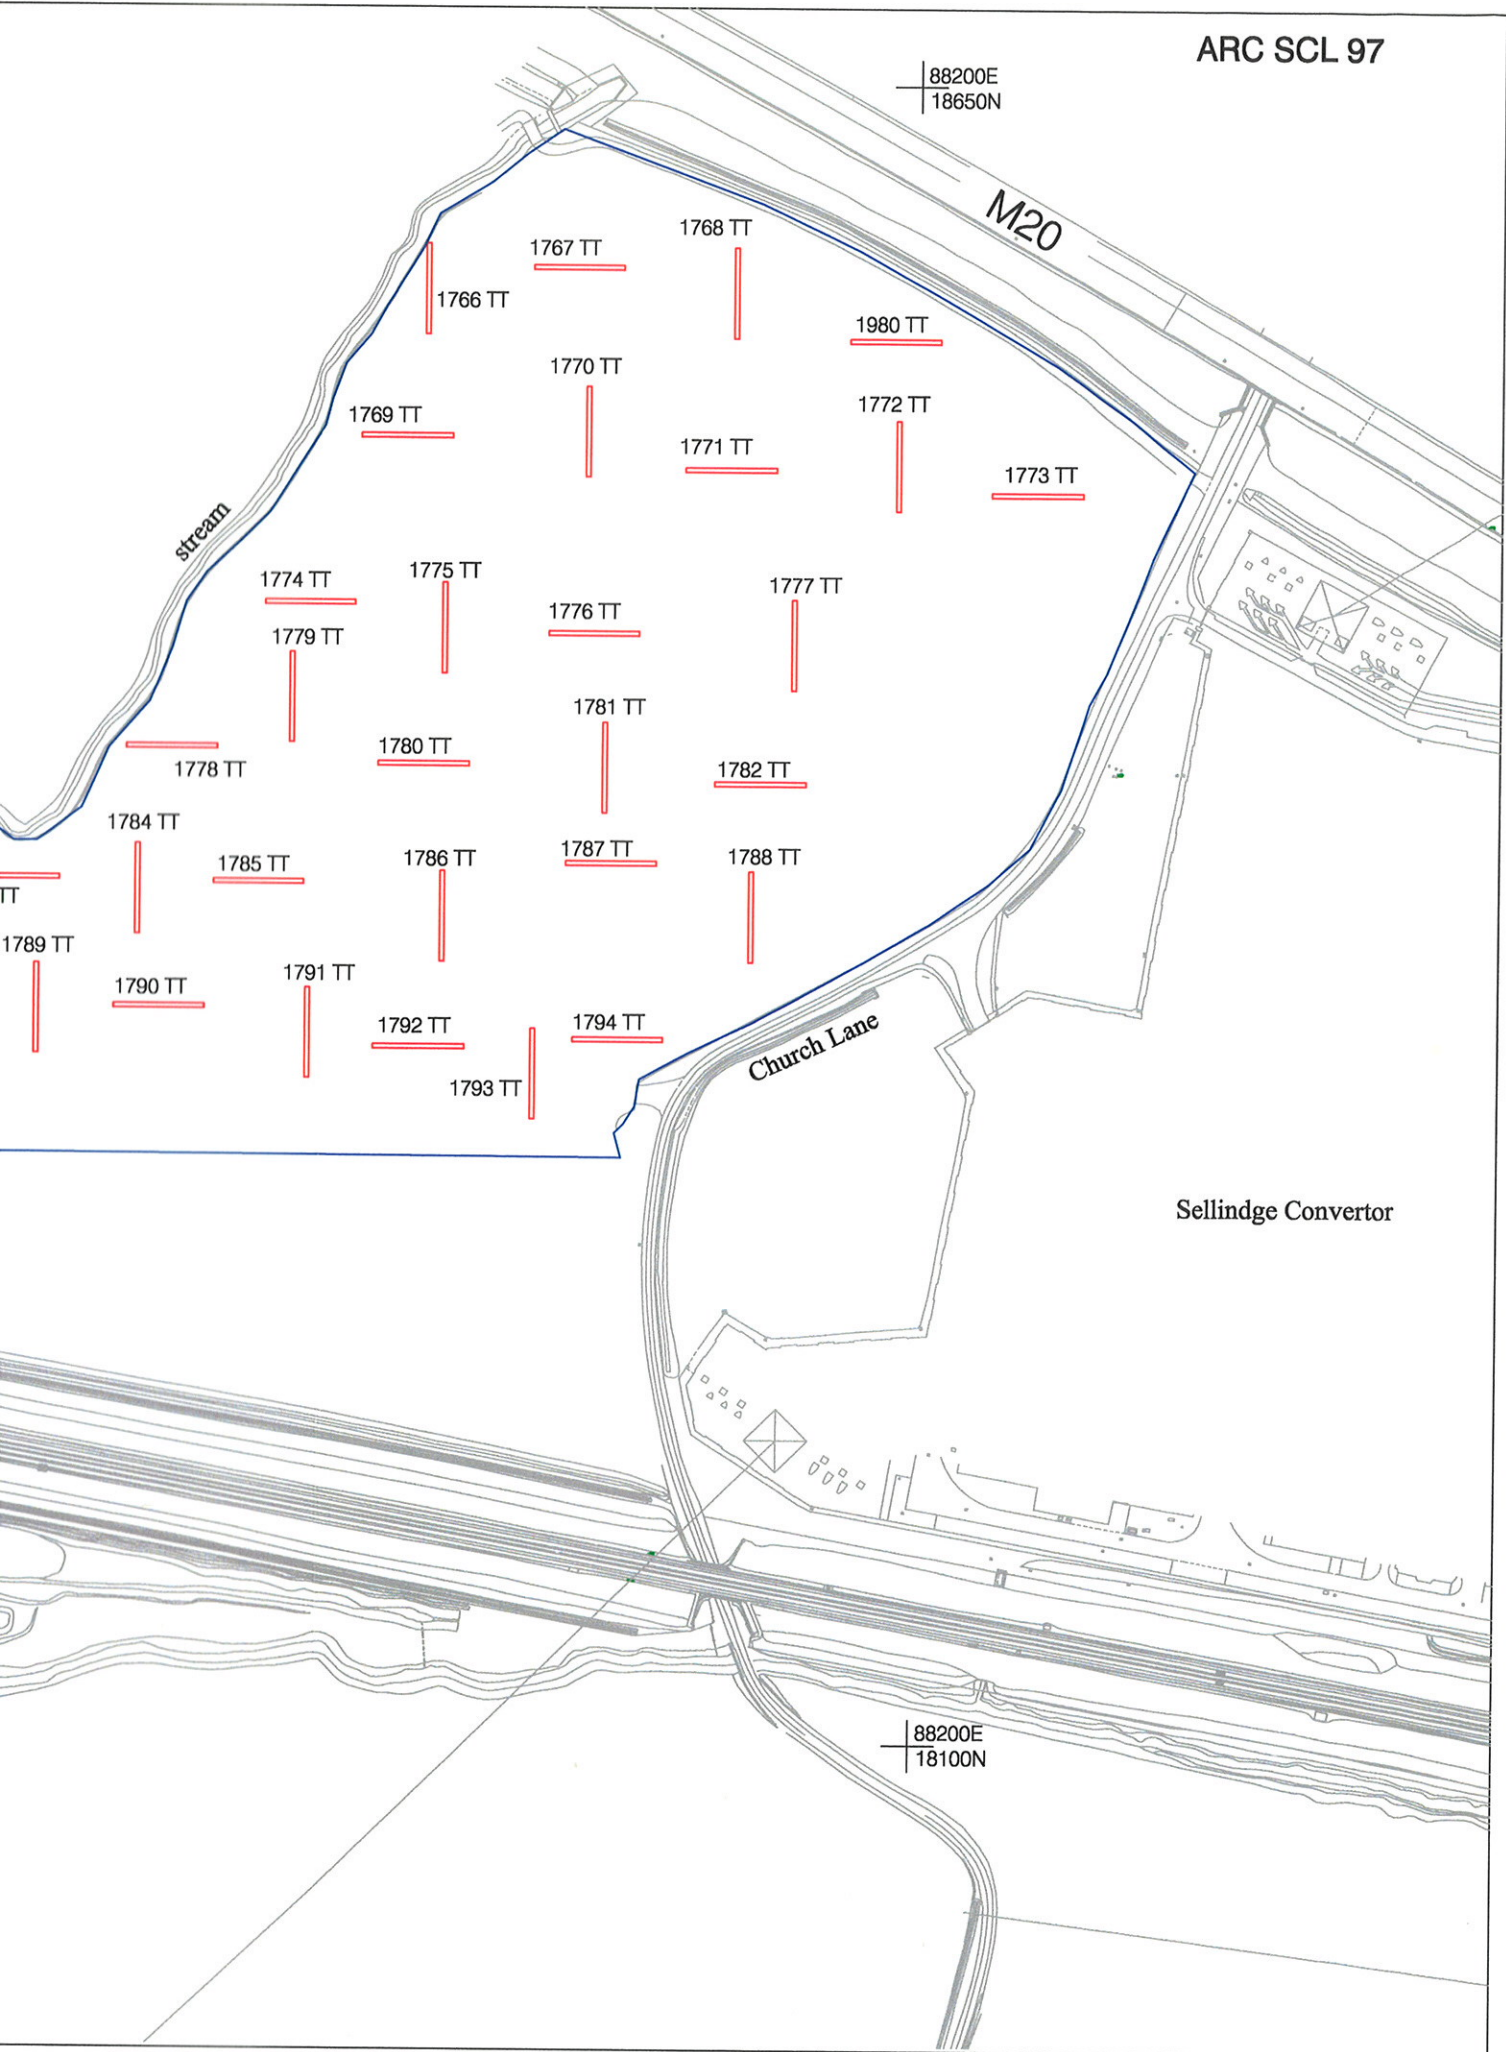 ARC SCL 97
88200E
18650N
M20
1768 TT
1767 TT
1766 TT
1980 TT
1770 TT
1772 TT
1769 TT
1771 TT
1773 TT
stream
1775 TT
1774 TT
1777 TT
1776 TT
1779 TT
1781 TT
1780 TT
1778 TT
1782 TT
1784 TT
1787 TT
1786 TT
1788 TT
1785 TT
TT
1789 TT
1791 TT
1790 TT
1792 TT
1794 TT
Church Lane
1793 TT
Sellindge Convertor
88200E
18100N